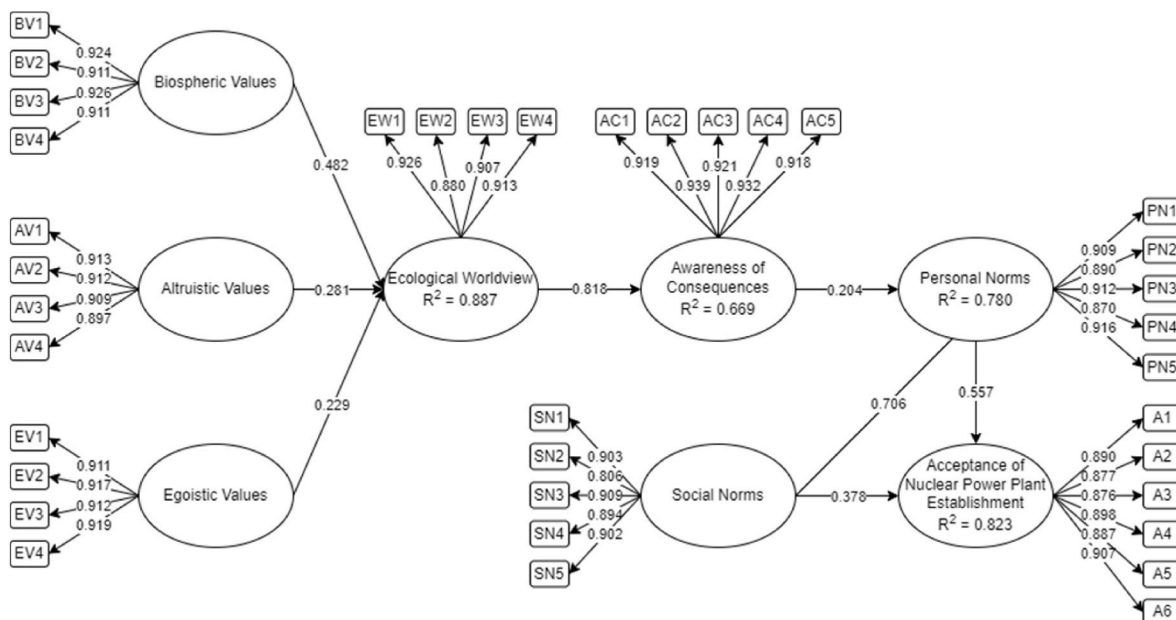 BV1
BV2
BV3
BV4
0.924
0.911
0.926
0.911
Biospheric Values
0.482
EW1
EW2
EW3
EW4
0.926
0.880
0.907
0.913
AC1
AC2
AC3
AC4
AC5
0.919
0.939
0.921
0.932
0.918
AV1
AV2
AV3
AV4
0.913
0.912
0.909
0.897
Altruistic Values
0.281
Ecological Worldview
R² = 0.887
0.818
Awareness of
Consequences
R² = 0.669
0.204
Personal Norms
R² = 0.780
0.909
0.890
0.912
0.870
0.916
PN1
PN2
PN3
PN4
PN5
0.229
0.706
0.557
EV1
EV2
EV3
EV4
0.911
0.917
0.912
0.919
Egoistic Values
SN1
SN2
SN3
SN4
SN5
0.903
0.806
0.909
0.894
0.902
Social Norms
0.378
Acceptance of
Nuclear Power Plant
Establishment
R² = 0.823
0.890
0.877
0.876
0.898
0.887
0.907
A1
A2
A3
A4
A5
A6